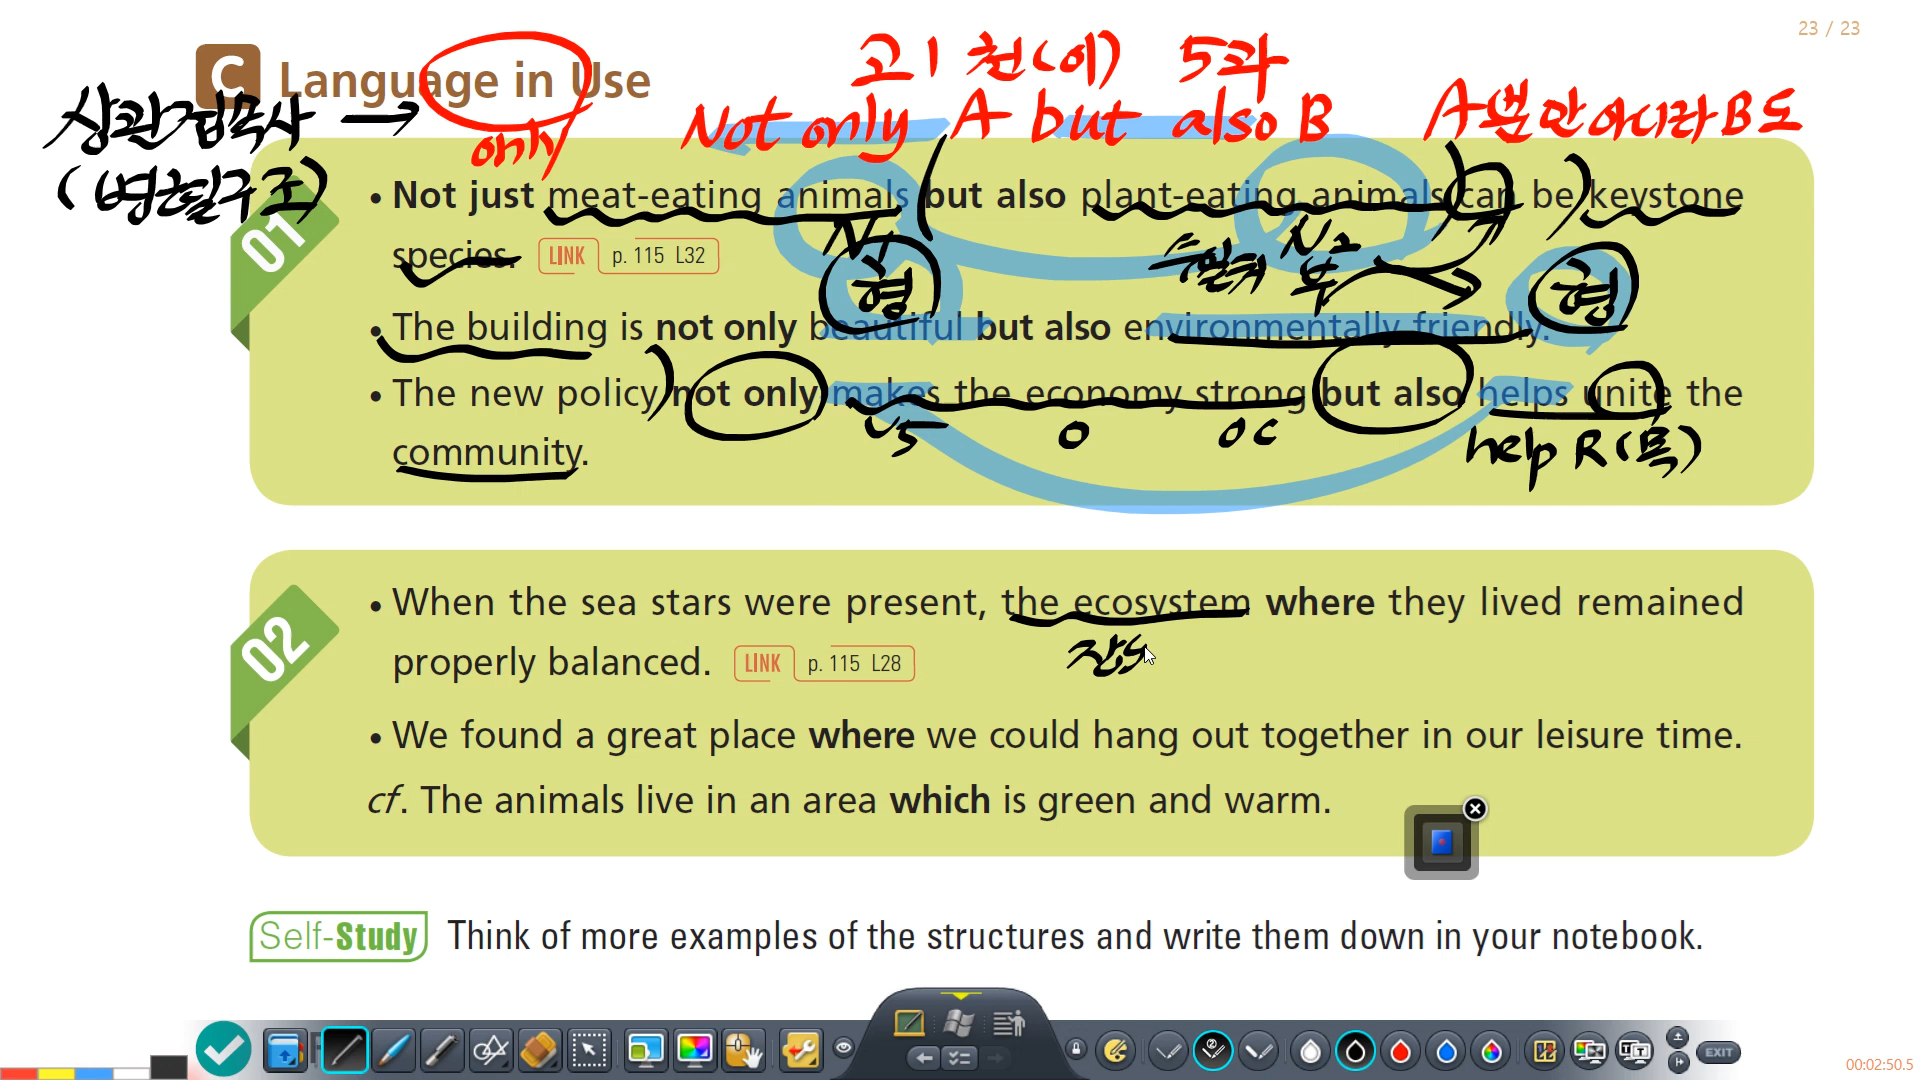 23 / 23
C Language in Use
고1 천(이) 5과
상관접속사 → only Not only A but also B A뿐만 아니라 B도
(병렬구조)
01
• Not just meat-eating animals but also plant-eating animals can be keystone
species. LINK p. 115 L32
N1 N2
형 부 형
• The building is not only beautiful but also environmentally friendly.
• The new policy not only makes the economy strong but also helps unite the
V5 O OC help R(목)
community.
02
• When the sea stars were present, the ecosystem where they lived remained
properly balanced. LINK p. 115 L28
• We found a great place where we could hang out together in our leisure time.
cf. The animals live in an area which is green and warm.
Self-Study Think of more examples of the structures and write them down in your notebook.
EXIT
00:02:50.5